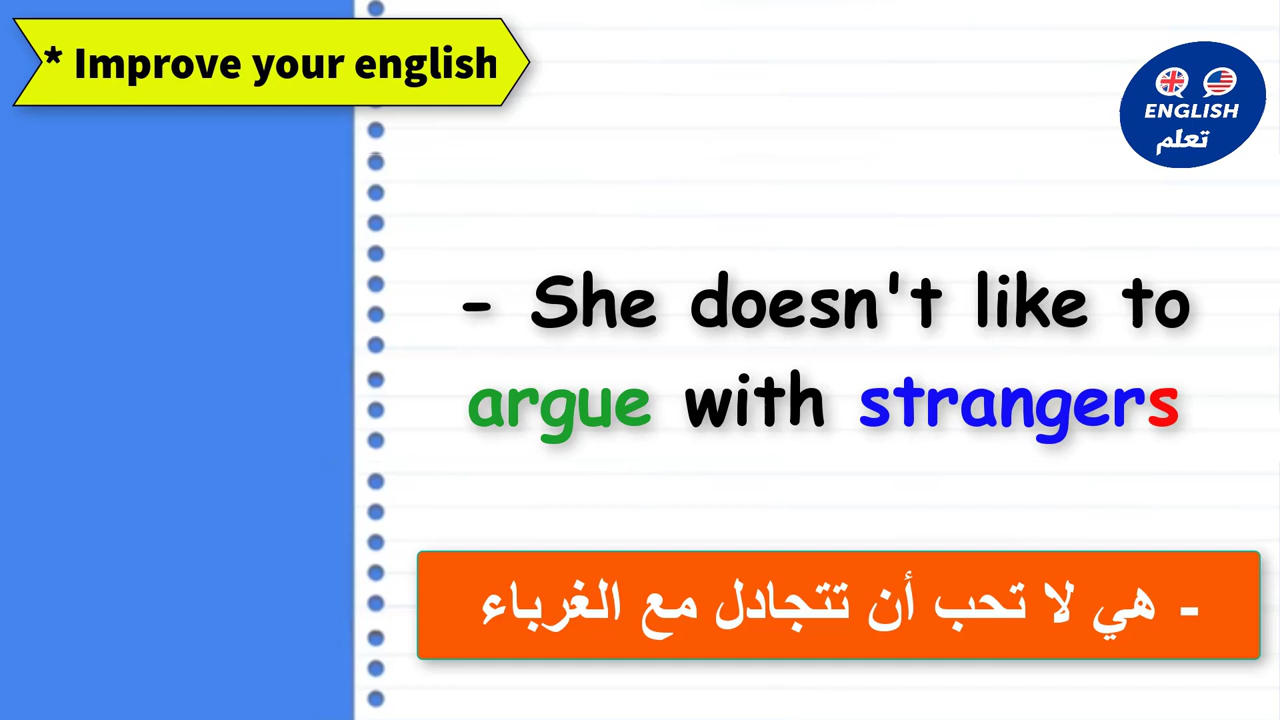 * Improve your english
ENGLISH
تعلم
- She doesn't like to
argue with strangers
- هي لا تحب أن تتجادل مع الغرباء